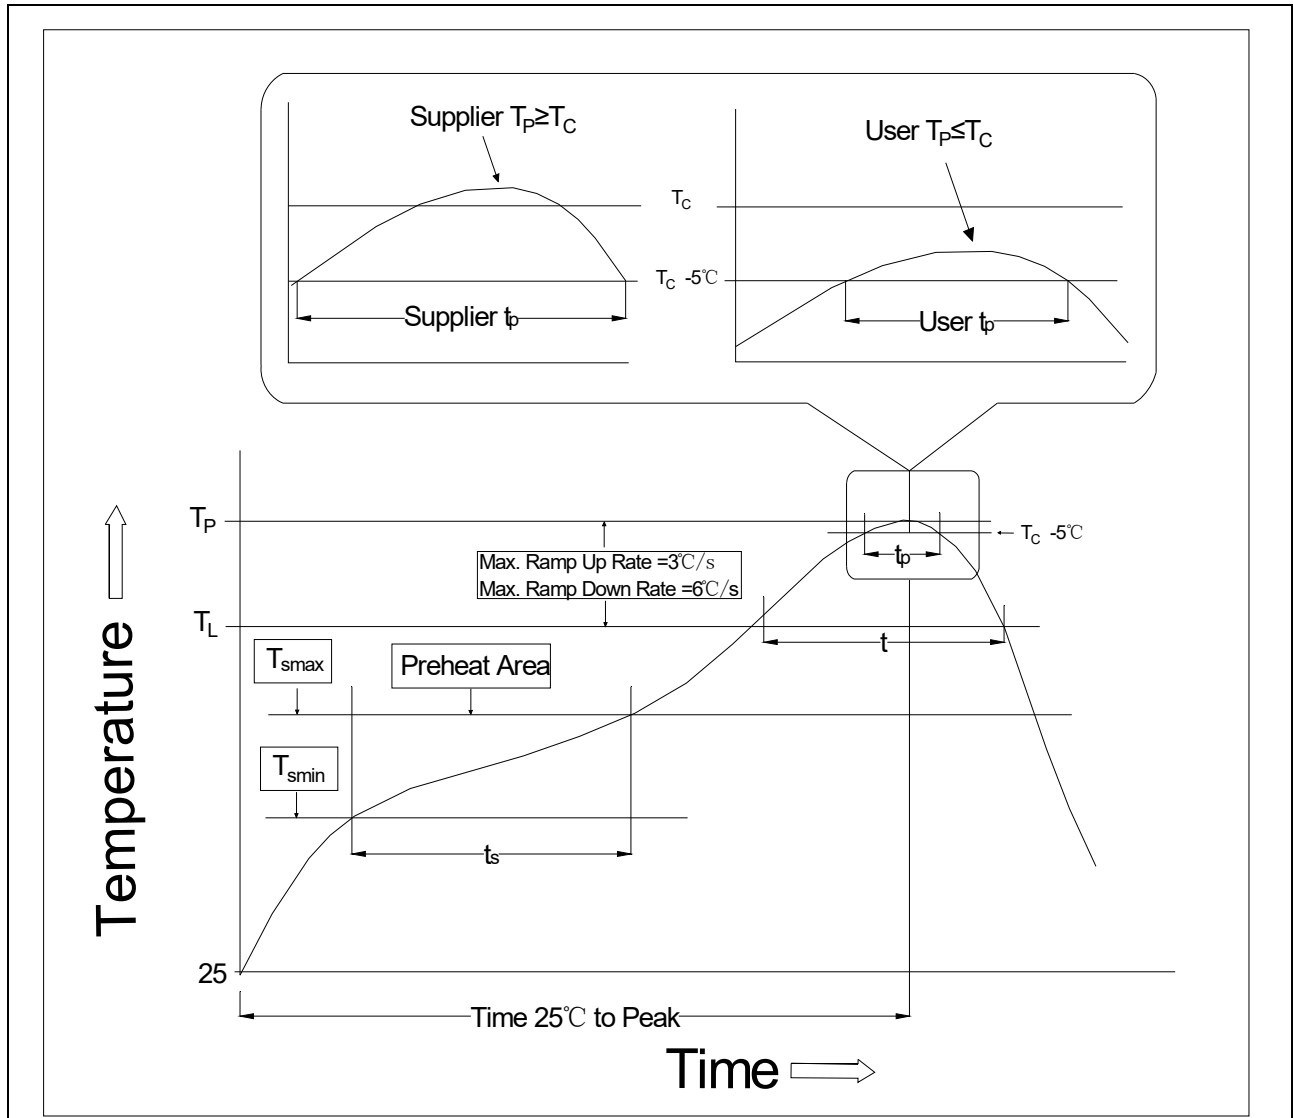 Supplier TP≥TC
User TP≤TC
TC
TC -5℃
Supplier tp
User tp
TP
TC -5℃
tp
Max. Ramp Up Rate =3℃/s
Max. Ramp Down Rate =6℃/s
TL
t
Tsmax
Preheat Area
Tsmin
ts
Temperature
25
Time 25℃ to Peak
Time